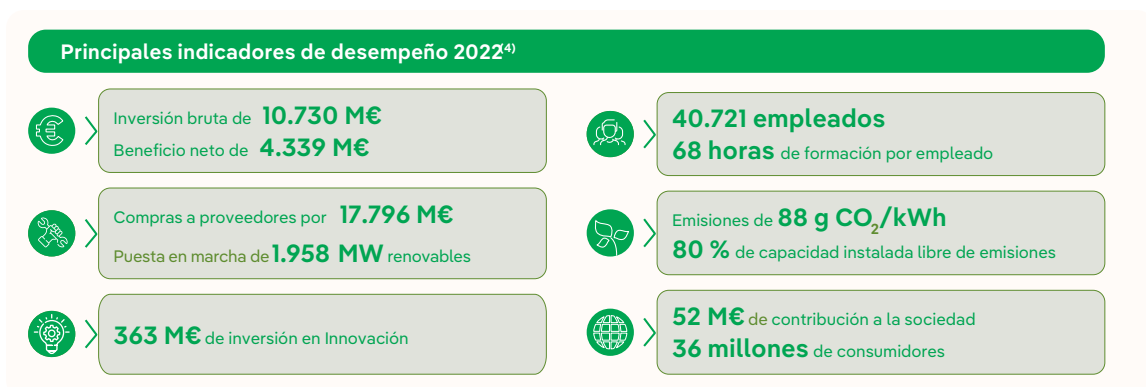 Principales indicadores de desempeño 2022(4)
Inversión bruta de 10.730 M€
Beneficio neto de 4.339 M€
Compras a proveedores por 17.796 M€
Puesta en marcha de 1.958 MW renovables
363 M€ de inversión en Innovación
40.721 empleados
68 horas de formación por empleado
Emisiones de 88 g CO2/kWh
80 % de capacidad instalada libre de emisiones
52 M€ de contribución a la sociedad
36 millones de consumidores